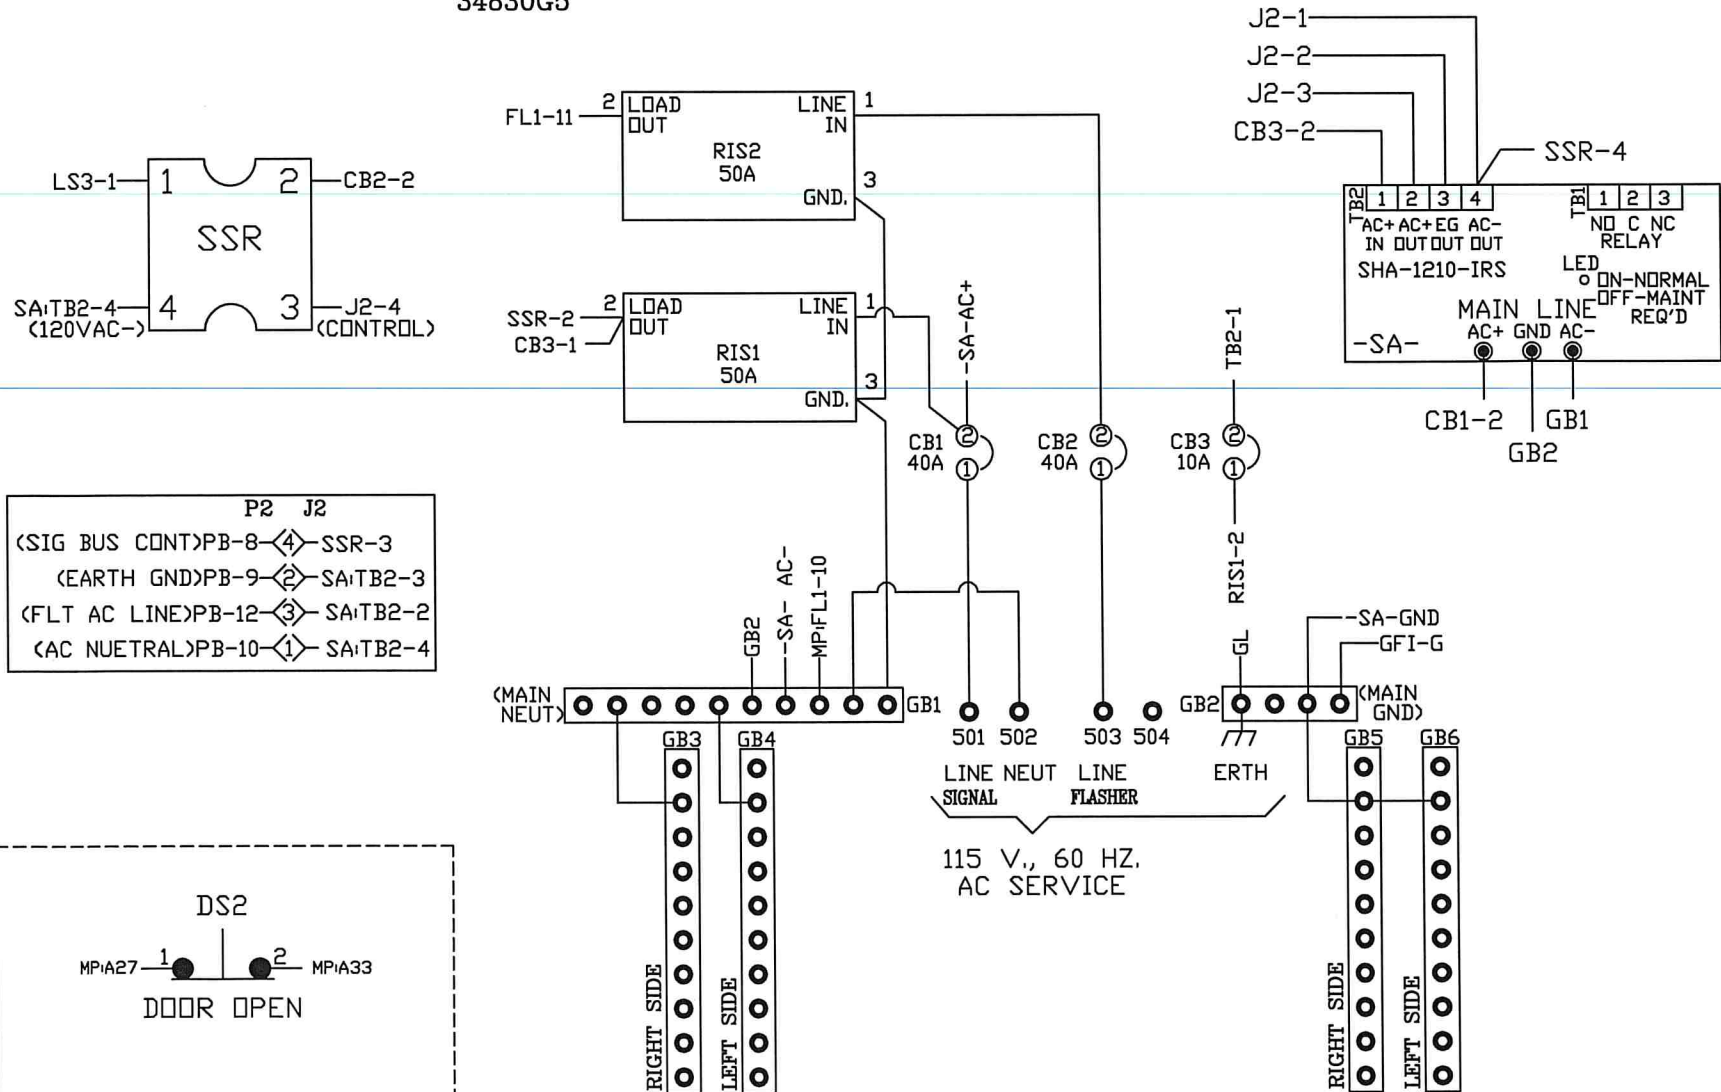 34830G5
J2-1
J2-2
J2-3
CB3-2
SSR-4
FL1-11
2
LOAD
OUT
LINE
IN
1
RIS2
50A
3
GND.
LS3-1
1
2
CB2-2
SSR
SA:TB2-4
(120VAC-)
4
3
J2-4
(CONTROL)
SSR-2
CB3-1
2
LOAD
OUT
LINE
IN
1
RIS1
50A
3
GND.
-SA-AC+
TB2-1
TB2
1 2 3 4
AC+ AC+ EG AC-
IN OUT OUT OUT
SHA-1210-IRS
TB1
1 2 3
NO C NC
RELAY
LED
ON-NORMAL
OFF-MAINT
REQ'D
MAIN LINE
AC+ GND AC-
-SA-
CB1-2
GB2
GB1
CB1
40A
2
1
CB2
40A
2
1
CB3
10A
2
1
RIS1-2
P2 J2
(SIG BUS CONT)PB-8 4 SSR-3
(EARTH GND)PB-9 2 SA:TB2-3
(FLT AC LINE)PB-12 3 SA:TB2-2
(AC NUETRAL)PB-10 1 SA:TB2-4
GB2
-SA- AC-
MP:FL1-10
GL
-SA-GND
GFI-G
(MAIN
NEUT)
GB1
GB2
(MAIN
GND)
501 502 503 504
LINE NEUT LINE
SIGNAL FLASHER
ERTH
115 V., 60 HZ.
AC SERVICE
GB3 GB4
GB5 GB6
RIGHT SIDE
LEFT SIDE
RIGHT SIDE
LEFT SIDE
DS2
MP:A27
1
2
MP:A33
DOOR OPEN